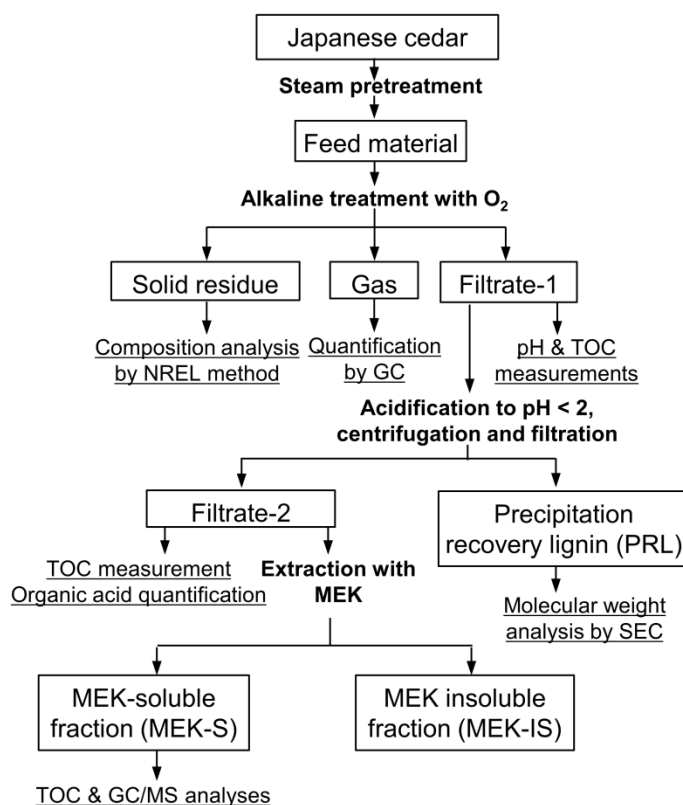 Japanese cedar
Steam pretreatment
Feed material
Alkaline treatment with O₂
Solid residue
Gas
Filtrate-1
Composition analysis
by NREL method
Quantification
by GC
pH & TOC
measurements
Acidification to pH < 2,
centrifugation and filtration
Filtrate-2
Precipitation
recovery lignin (PRL)
TOC measurement
Organic acid quantification
Extraction with
MEK
Molecular weight
analysis by SEC
MEK-soluble
fraction (MEK-S)
MEK insoluble
fraction (MEK-IS)
TOC & GC/MS analyses